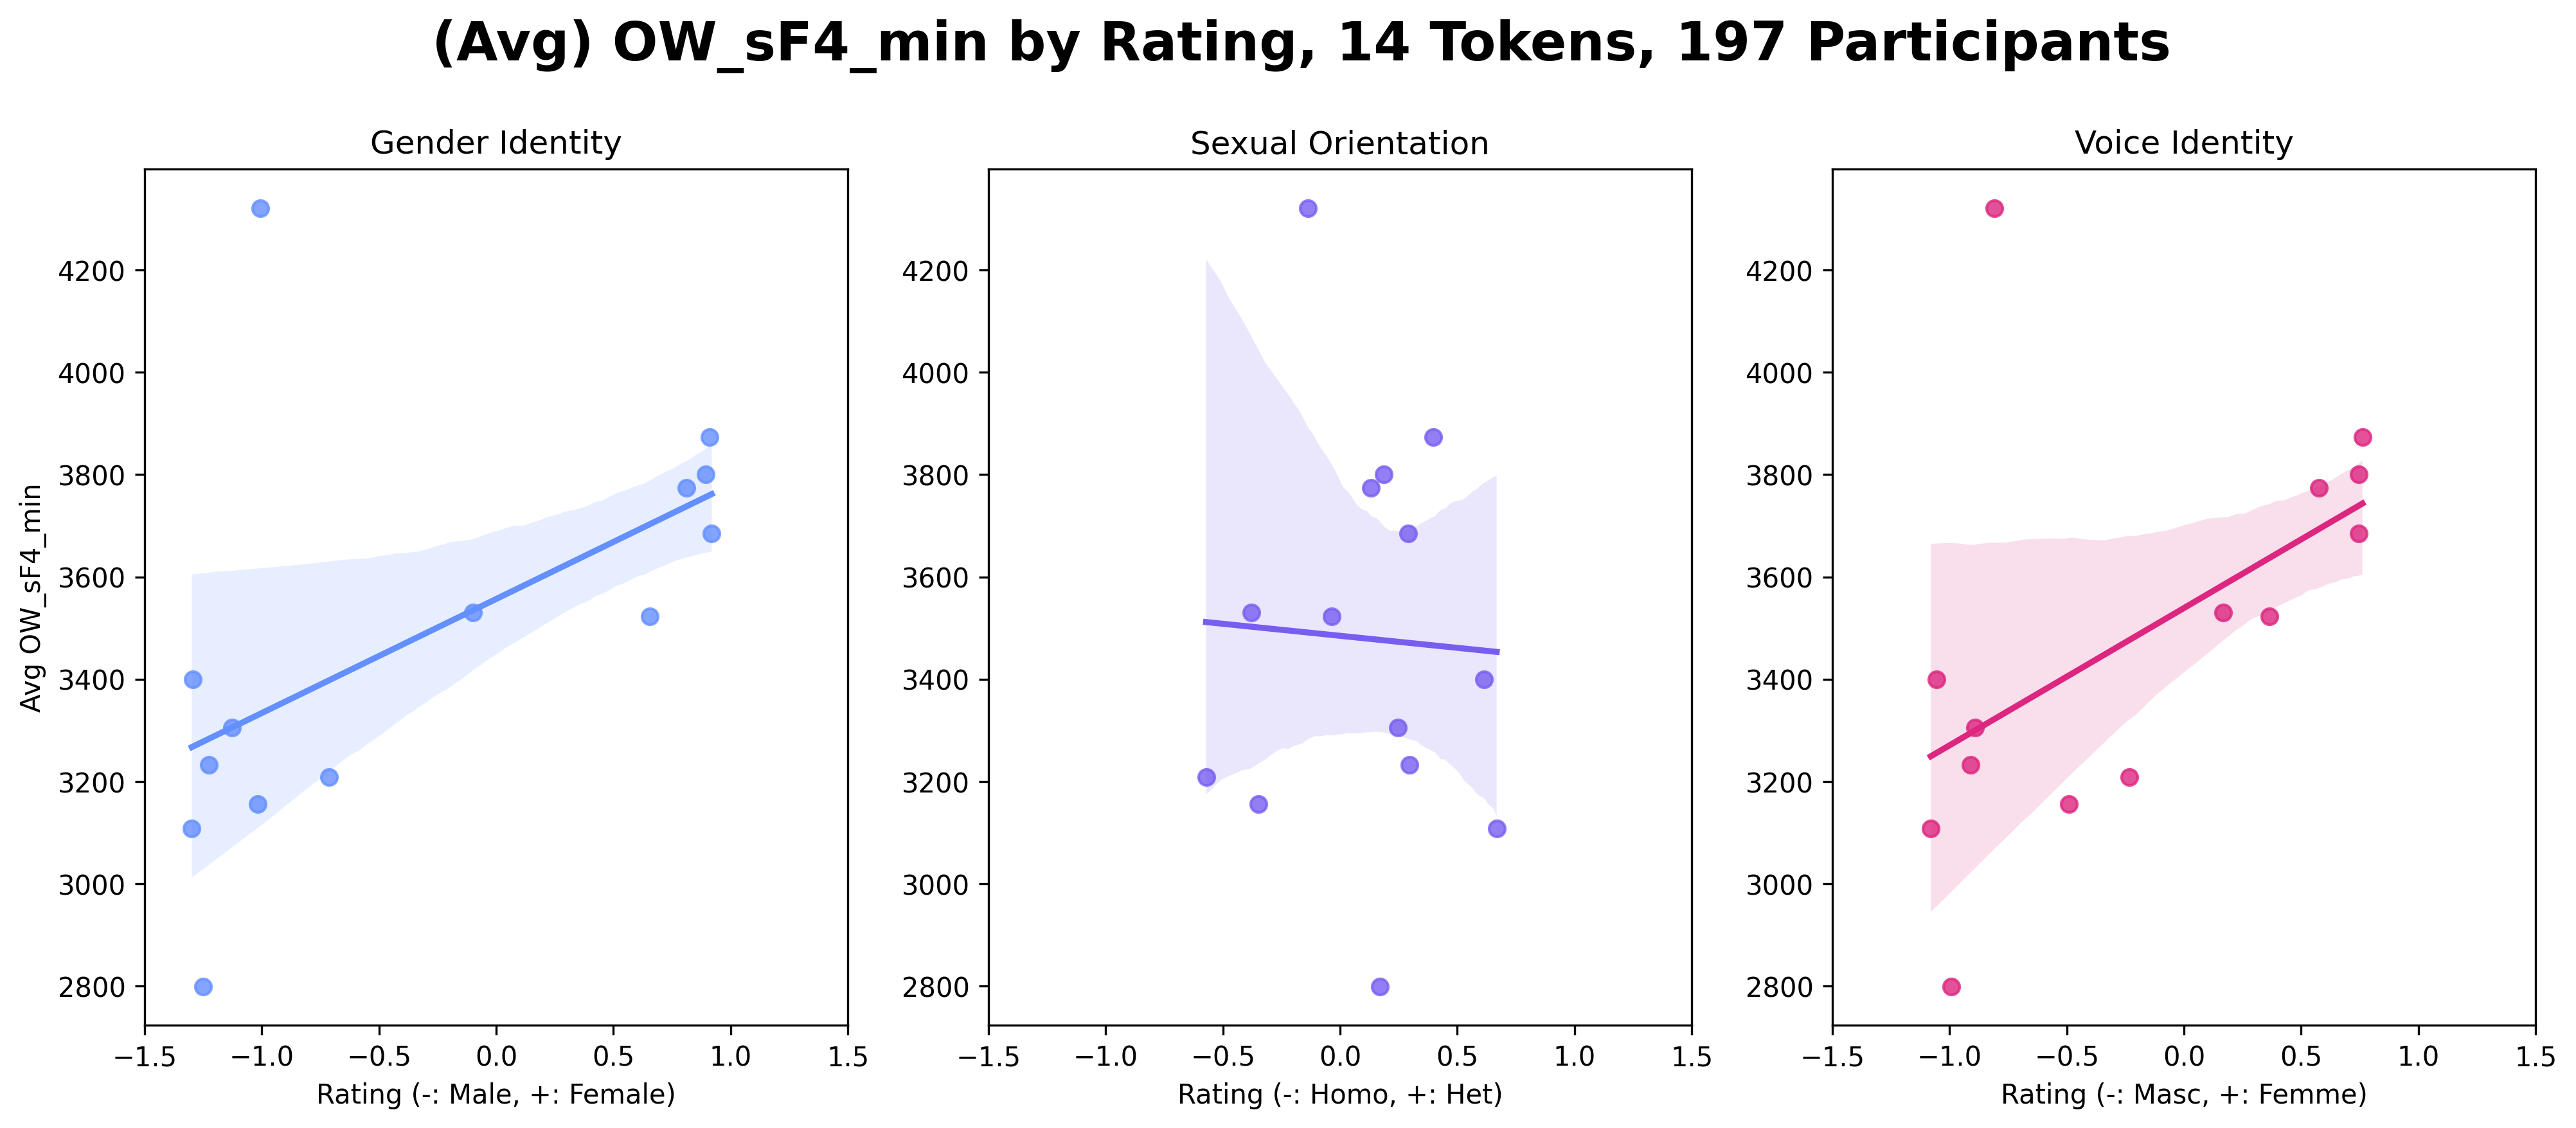 (Avg) OW_sF4_min by Rating, 14 Tokens, 197 Participants
Gender Identity
Avg OW_sF4_min
4200
4000
3800
3600
3400
3200
3000
2800
−1.5 −1.0 −0.5 0.0 0.5 1.0 1.5
Rating (-: Male, +: Female)
Sexual Orientation
4200
4000
3800
3600
3400
3200
3000
2800
−1.5 −1.0 −0.5 0.0 0.5 1.0 1.5
Rating (-: Homo, +: Het)
Voice Identity
4200
4000
3800
3600
3400
3200
3000
2800
−1.5 −1.0 −0.5 0.0 0.5 1.0 1.5
Rating (-: Masc, +: Femme)